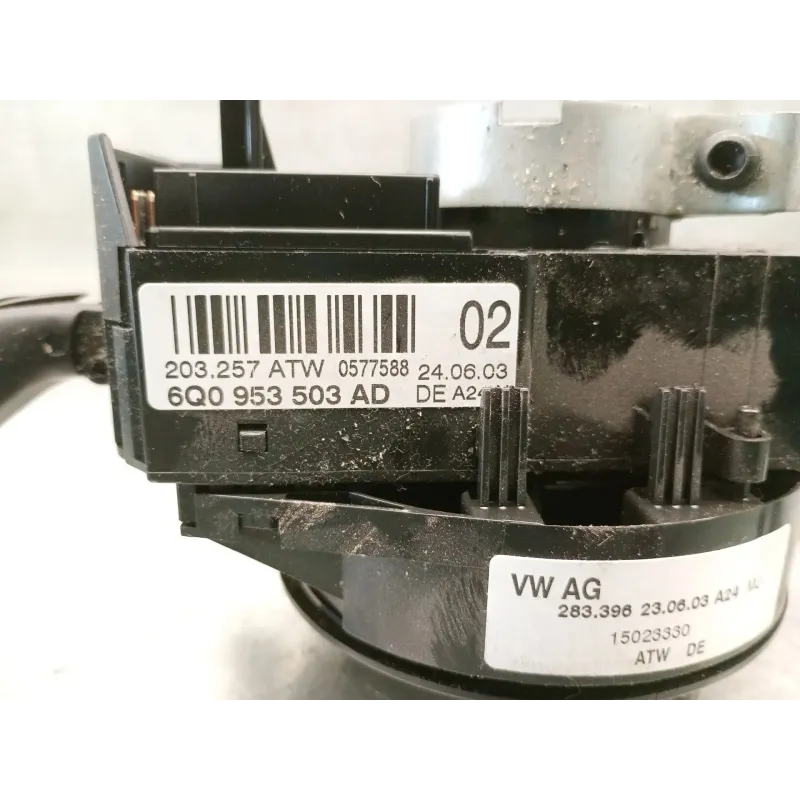 02
203.257 ATW 0577588 24.06.03
6Q0 953 503 AD DE A24
VW AG
283.396 23.06.03 A24
15023330
ATW DE